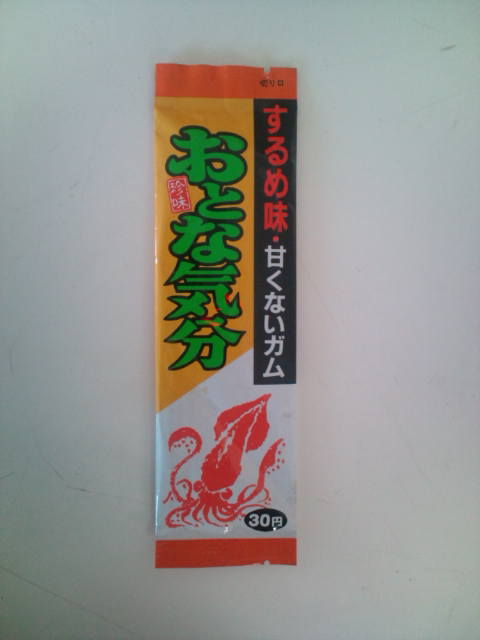 切り口
するめ味・甘くないガム
おとな気分
珍味
30円